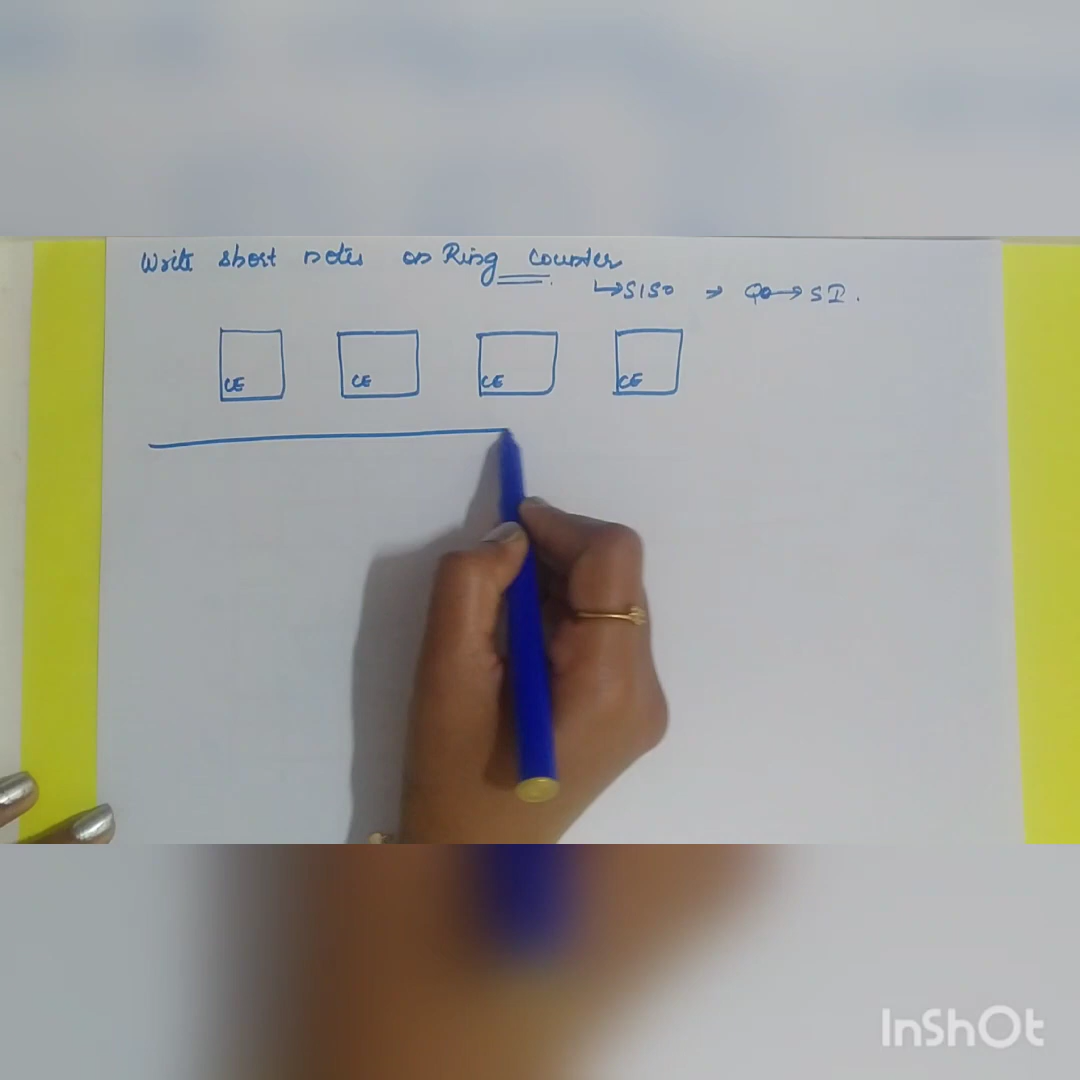 Write short notes on Ring counter
↳SISO → Q0→SI.
CE CE CE CE
InShOt